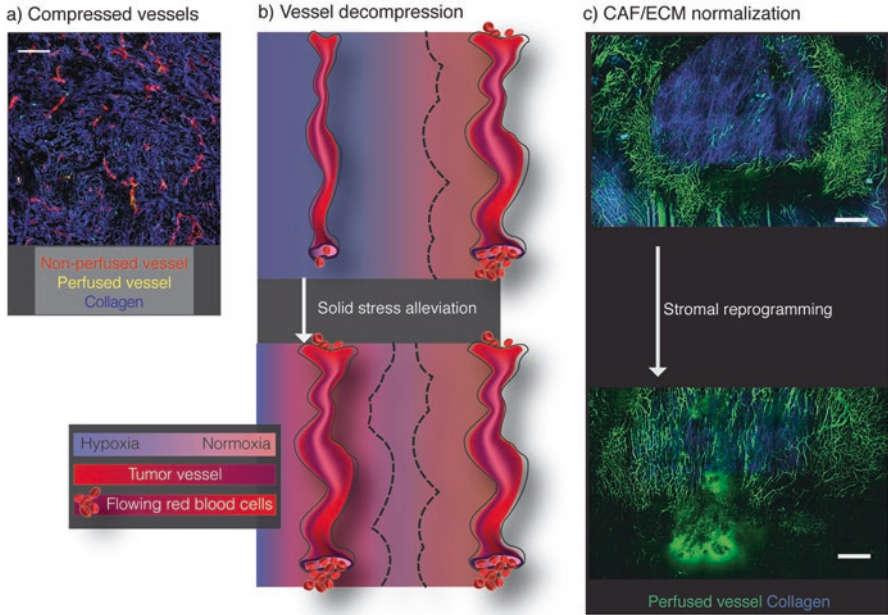 a) Compressed vessels
Non-perfused vessel
Perfused vessel
Collagen
b) Vessel decompression
Solid stress alleviation
Hypoxia Normoxia
Tumor vessel
Flowing red blood cells
c) CAF/ECM normalization
Stromal reprogramming
Perfused vessel Collagen